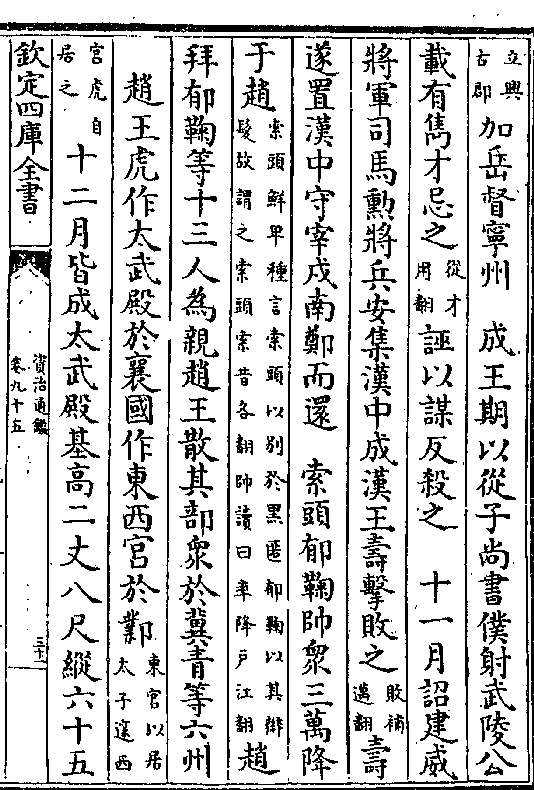 立興古郡加岳督寧州 成王期以從子尚書僕射武陵公
載有雋才忌之從才用翻誣以謀反殺之 十一月詔建威
將軍司馬勲將兵安集漢中成漢王壽擊敗之敗補邁翻壽
遂置漢中守宰戍南鄭而還 索頭郁鞠帥衆三萬降
于趙索頭鮮卑種言索頭以别於黒匿郁鞠以其辮髮故謂之索頭索昔各翻帥讀曰率降戶江翻趙
拜郁鞠等十三人為親趙王散其部衆於冀青等六州
趙王虎作太武殿於襄國作東西宫於鄴東宫以居太子邃西
宫虎自居之十二月皆成太武殿基高二丈八尺縱六十五
欽定四庫全書
資治通鑑
卷九十五
三十